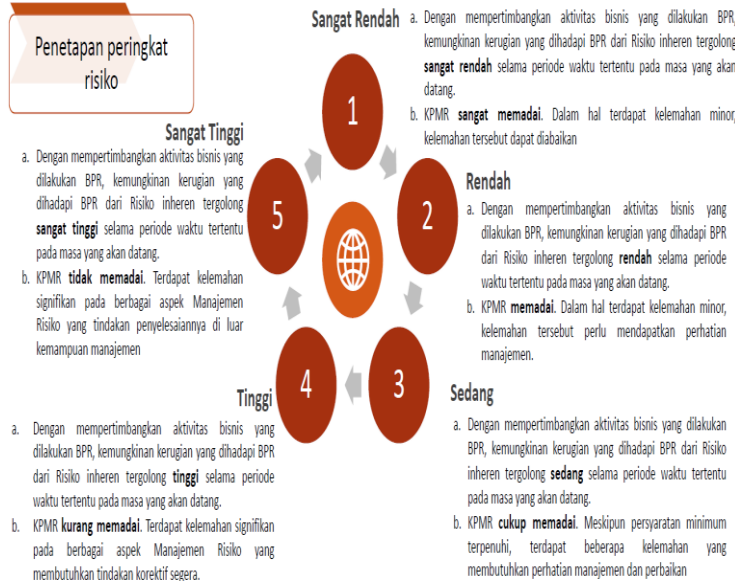 Penetapan peringkat
risiko
Sangat Rendah
a. Dengan mempertimbangkan aktivitas bisnis yang dilakukan BPR,
kemungkinan kerugian yang dihadapi BPR dari Risiko inheren tergolong
sangat rendah selama periode waktu tertentu pada masa yang akan
datang.
b. KPMR sangat memadai. Dalam hal terdapat kelemahan minor,
kelemahan tersebut dapat diabaikan
1
Rendah
a. Dengan mempertimbangkan aktivitas bisnis yang
dilakukan BPR, kemungkinan kerugian yang dihadapi BPR
dari Risiko inheren tergolong rendah selama periode
waktu tertentu pada masa yang akan datang.
b. KPMR memadai. Dalam hal terdapat kelemahan minor,
kelemahan tersebut perlu mendapatkan perhatian
manajemen.
2
Sedang
a. Dengan mempertimbangkan aktivitas bisnis yang dilakukan
BPR, kemungkinan kerugian yang dihadapi BPR dari Risiko
inheren tergolong sedang selama periode waktu tertentu
pada masa yang akan datang.
b. KPMR cukup memadai. Meskipun persyaratan minimum
terpenuhi, terdapat beberapa kelemahan yang
membutuhkan perhatian manajemen dan perbaikan
3
Tinggi
a. Dengan mempertimbangkan aktivitas bisnis yang
dilakukan BPR, kemungkinan kerugian yang dihadapi BPR
dari Risiko inheren tergolong tinggi selama periode
waktu tertentu pada masa yang akan datang.
b. KPMR kurang memadai. Terdapat kelemahan signifikan
pada berbagai aspek Manajemen Risiko yang
membutuhkan tindakan korektif segera.
4
Sangat Tinggi
a. Dengan mempertimbangkan aktivitas bisnis yang
dilakukan BPR, kemungkinan kerugian yang
dihadapi BPR dari Risiko inheren tergolong
sangat tinggi selama periode waktu tertentu
pada masa yang akan datang.
b. KPMR tidak memadai. Terdapat kelemahan
signifikan pada berbagai aspek Manajemen
Risiko yang tindakan penyelesaiannya di luar
kemampuan manajemen
5